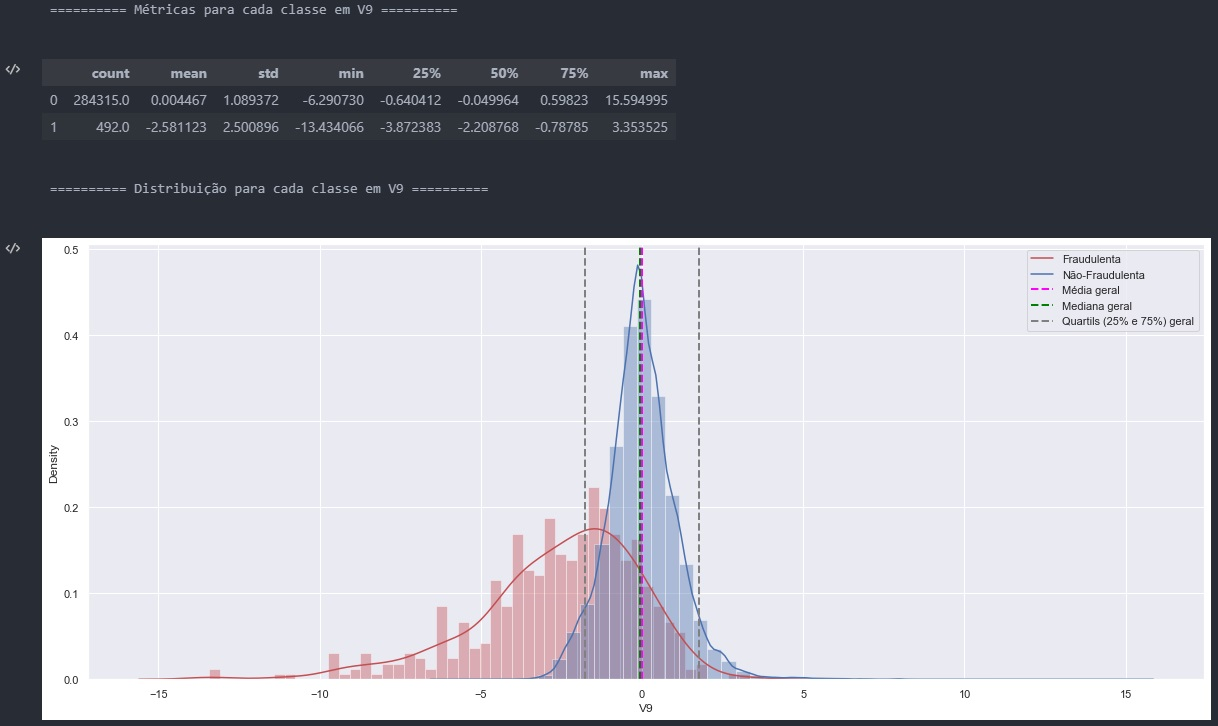 ========== Métricas para cada classe em V9 ==========
count mean std min 25% 50% 75% max
0 284315.0 0.004467 1.089372 -6.290730 -0.640412 -0.049964 0.59823 15.594995
1 492.0 -2.581123 2.500896 -13.434066 -3.872383 -2.208768 -0.78785 3.353525
========== Distribuição para cada classe em V9 ==========
0.5
0.4
0.3
0.2
0.1
0.0
Density
Fraudulenta
Não-Fraudulenta
Média geral
Mediana geral
Quartils (25% e 75%) geral
−15 −10 −5 0 5 10 15
V9